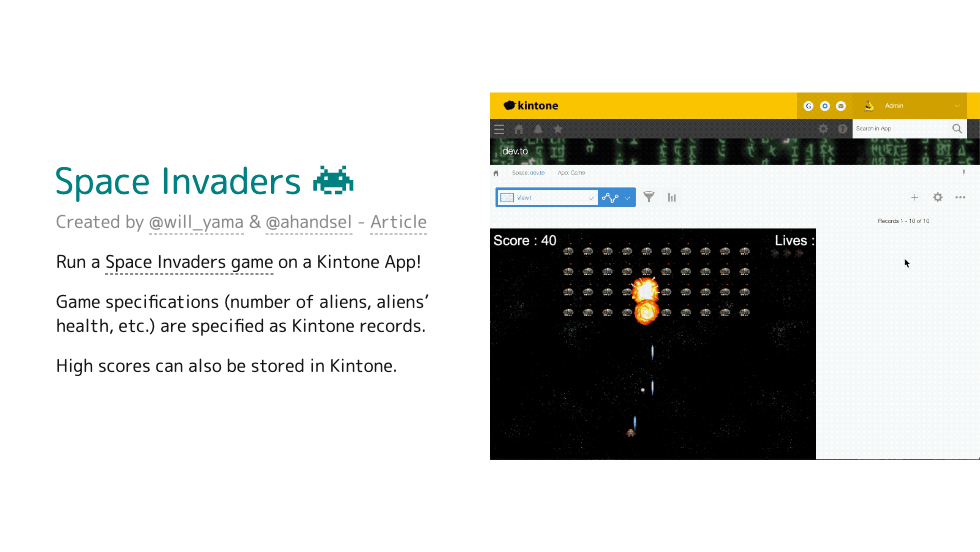 Space Invaders
Created by @will_yama & @ahandsel - Article
Run a Space Invaders game on a Kintone App!
Game specifications (number of aliens, aliens’
health, etc.) are specified as Kintone records.
High scores can also be stored in Kintone.
kintone
Admin
Search in App
dev.to
Space: dev.to
App: Game
View1
Records 1 - 10 of 10
Score : 40
Lives :